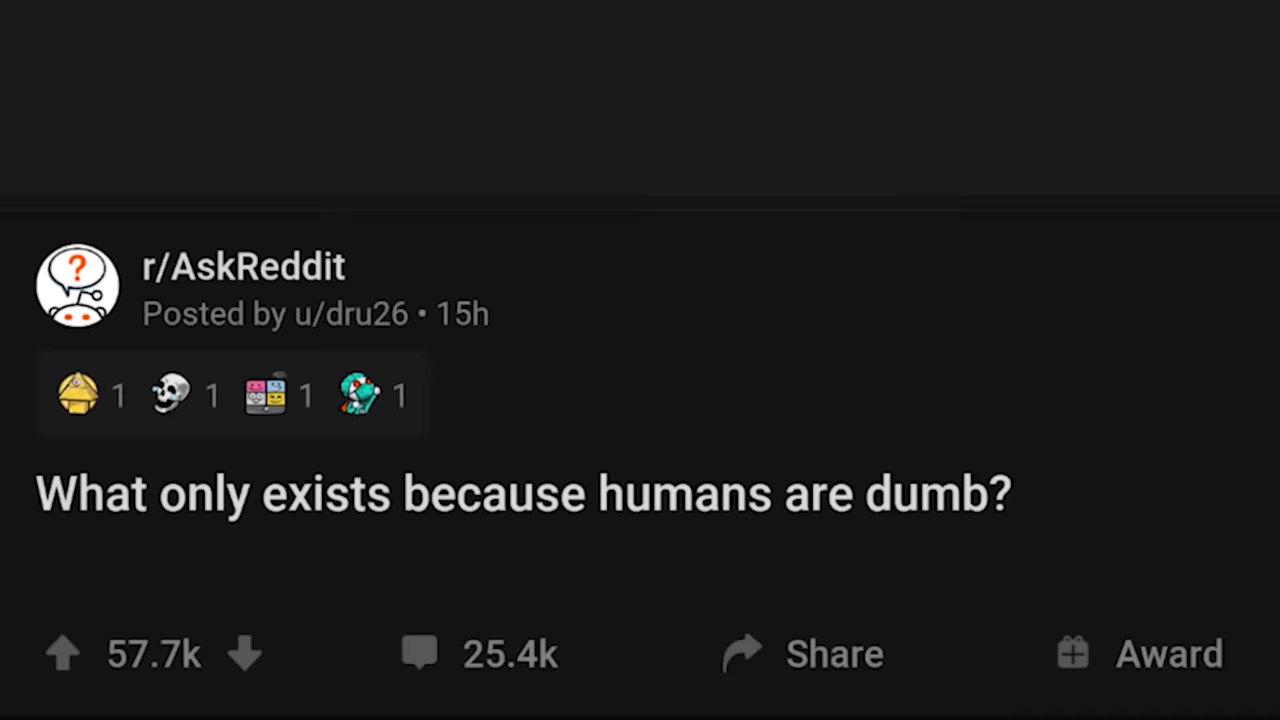 r/AskReddit
Posted by u/dru26 • 15h
1 1 1 1
What only exists because humans are dumb?
57.7k 25.4k Share Award